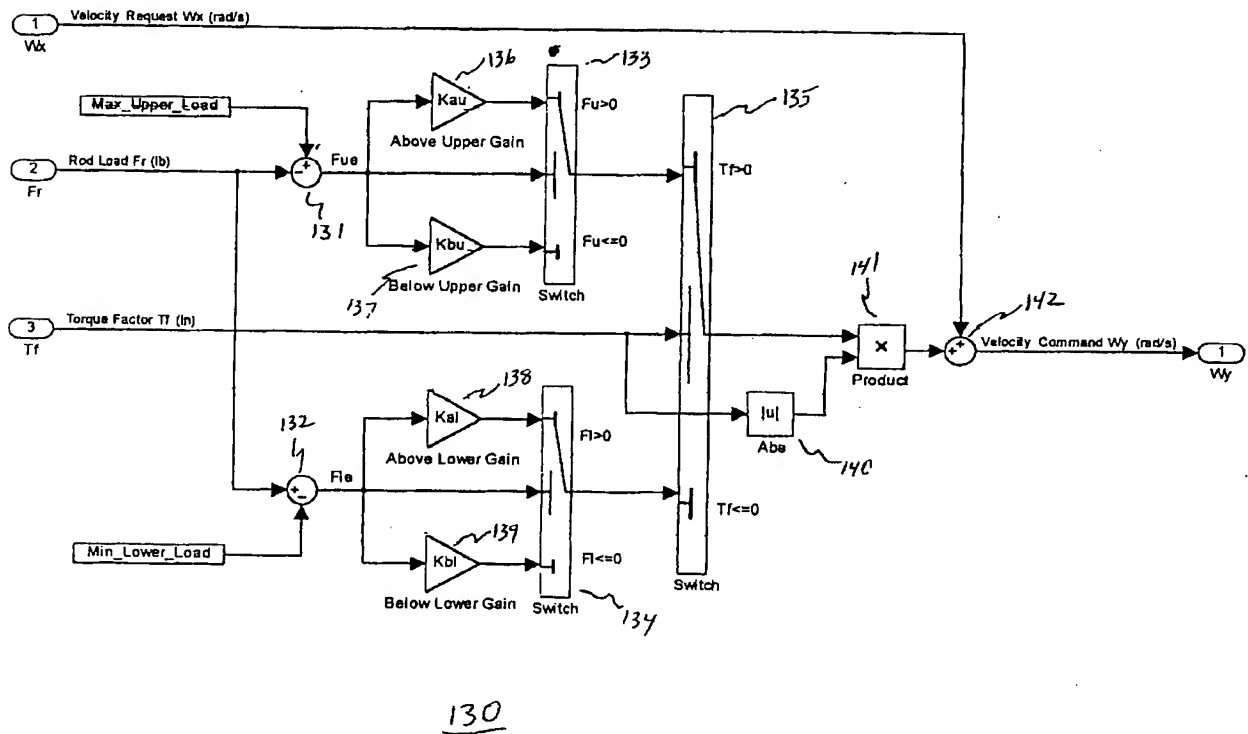 1
Velocity Request Wx (rad/s)
Wx
136
133
Max_Upper_Load
Kau
Fu>0
135
Above Upper Gain
2
Rod Load Fr (lb)
Fr
- +
Fue
Tf>0
131
Kbu
Fu<=0
137
Below Upper Gain
Switch
141
142
3
Torque Factor Tf (in)
Tf
×
Product
+ +
Velocity Command Wy (rad/s)
1
Wy
138
132
Kal
Fl>0
|u|
Abs
140
Above Lower Gain
+ -
Fle
Tf<=0
139
Min_Lower_Load
Kbl
Fl<=0
Below Lower Gain
Switch
134
Switch
130